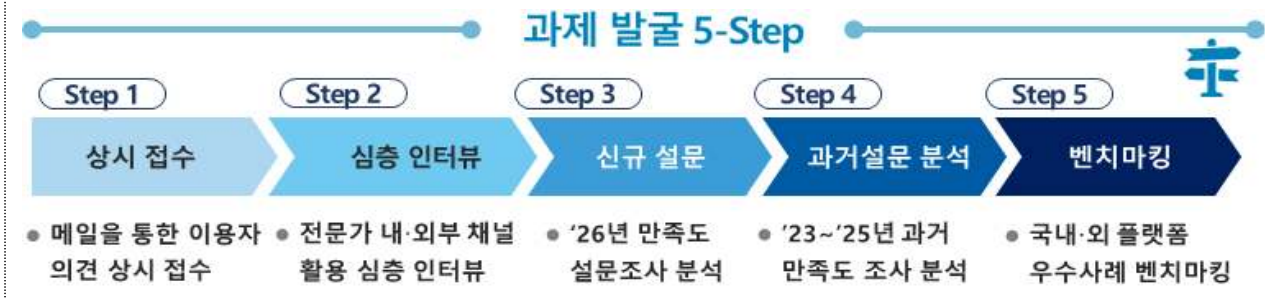 과제 발굴 5-Step
Step 1
Step 2
Step 3
Step 4
Step 5
상시 접수
심층 인터뷰
신규 설문
과거설문 분석
벤치마킹
● 메일을 통한 이용자
의견 상시 접수
● 전문가 내·외부 채널
활용 심층 인터뷰
● ‘26년 만족도
설문조사 분석
● ‘23~‘25년 과거
만족도 조사 분석
● 국내·외 플랫폼
우수사례 벤치마킹